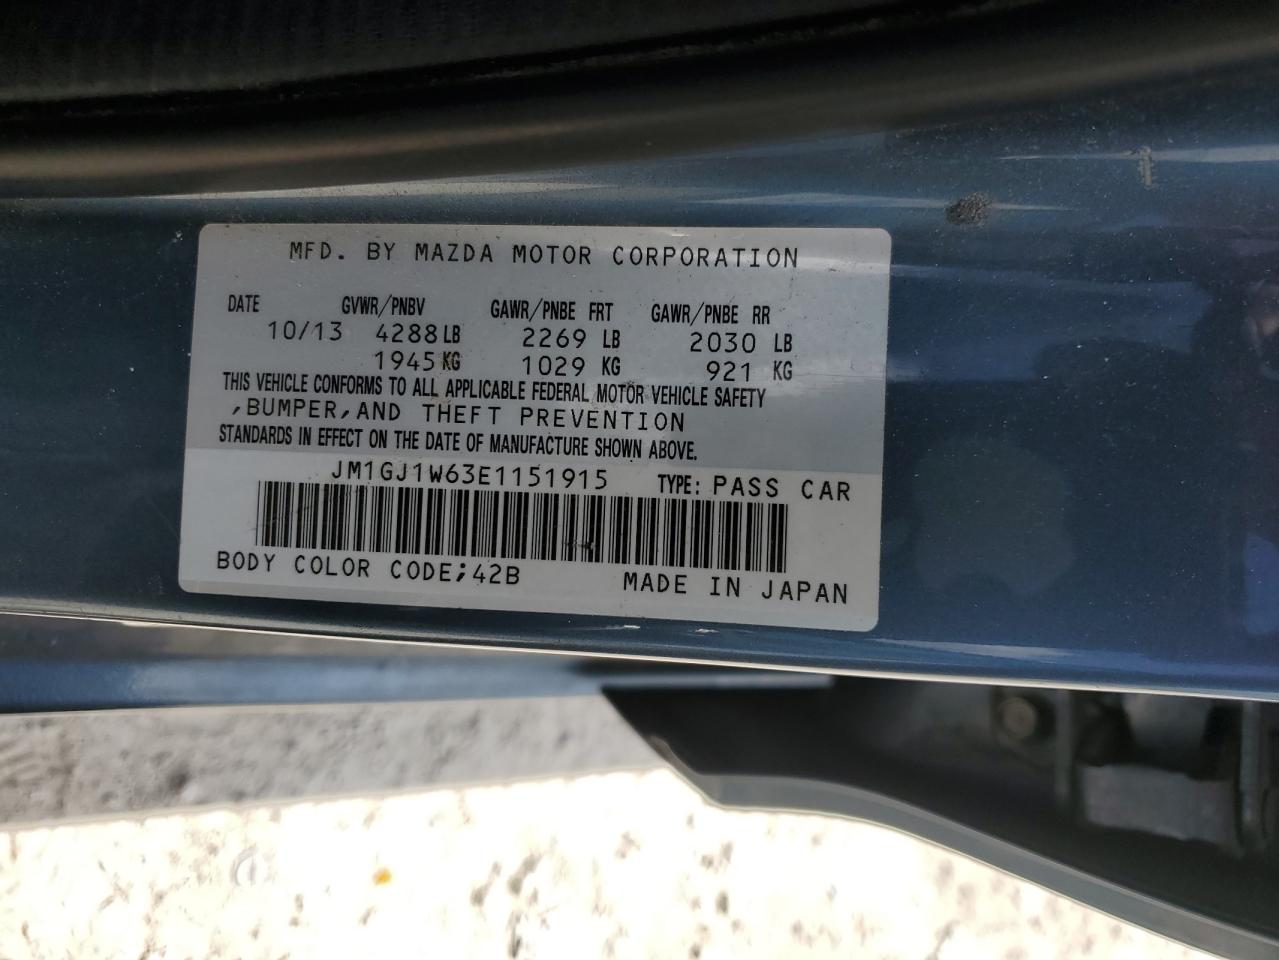 MFD. BY MAZDA MOTOR CORPORATION
DATE GVWR/PNBV GAWR/PNBE FRT GAWR/PNBE RR
10/13 4288 LB 2269 LB 2030 LB
1945 KG 1029 KG 921 KG
THIS VEHICLE CONFORMS TO ALL APPLICABLE FEDERAL MOTOR VEHICLE SAFETY
,BUMPER,AND THEFT PREVENTION
STANDARDS IN EFFECT ON THE DATE OF MANUFACTURE SHOWN ABOVE.
JM1GJ1W63E1151915 TYPE: PASS CAR
BODY COLOR CODE;42B MADE IN JAPAN